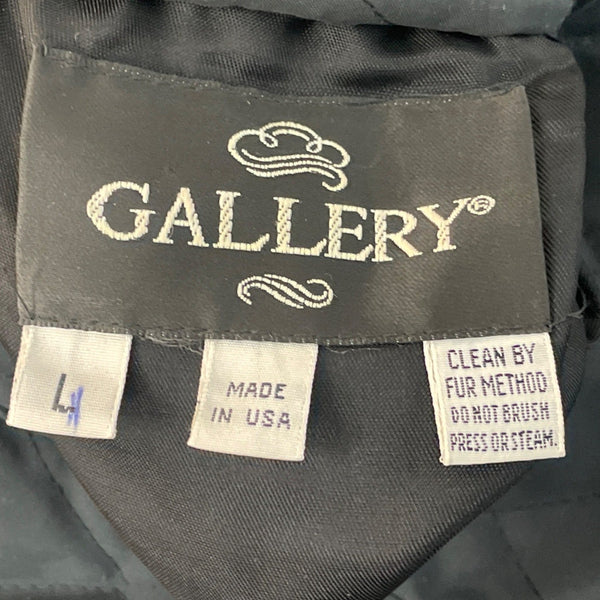 GALLERY®
L
MADE
IN USA
CLEAN BY
FUR METHOD
DO NOT BRUSH
PRESS OR STEAM.